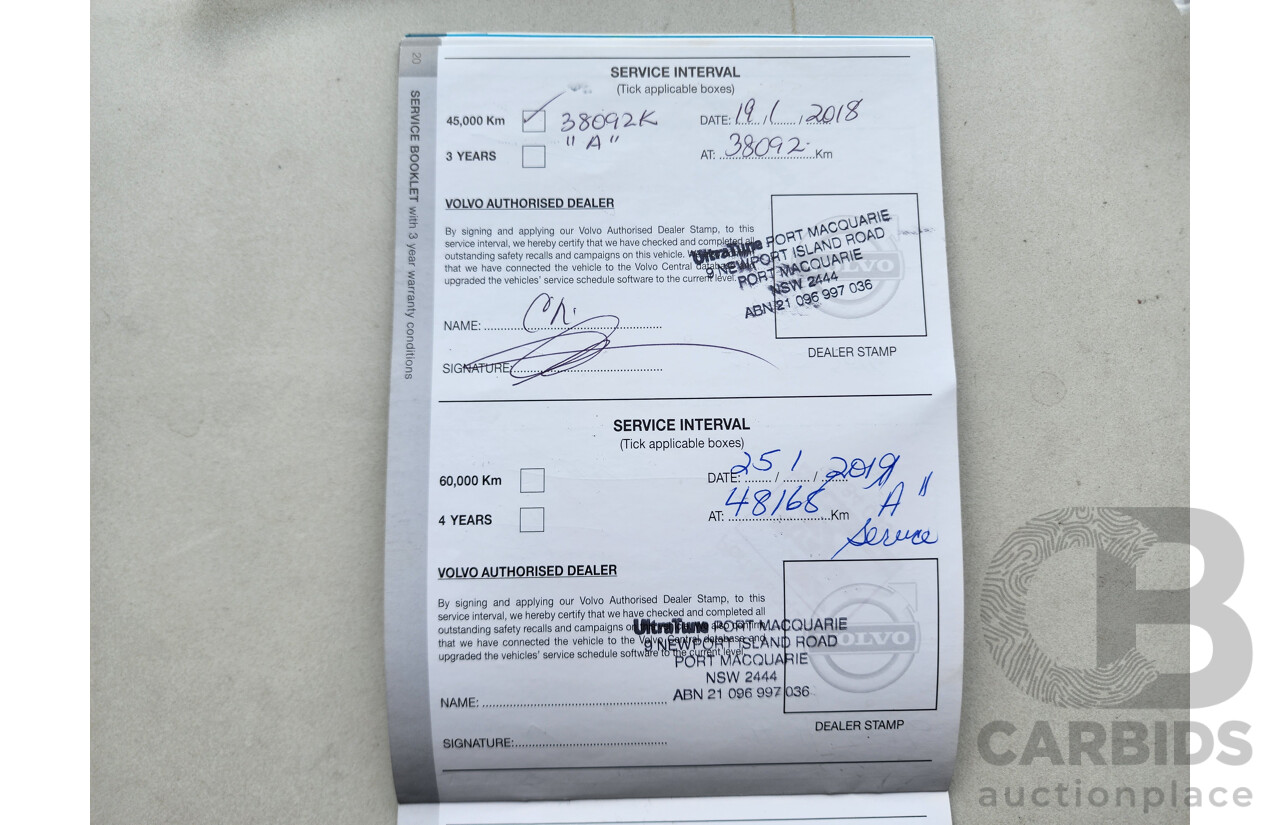 20
SERVICE BOOKLET with 3 year warranty conditions
SERVICE INTERVAL
(Tick applicable boxes)
45,000 Km 38092K DATE: 19 / 1 / 2018
"A"
3 YEARS AT: 38092 Km
VOLVO AUTHORISED DEALER
By signing and applying our Volvo Authorised Dealer Stamp, to this
service interval, we hereby certify that we have checked and completed all
outstanding safety recalls and campaigns on this vehicle.
that we have connected the vehicle to the Volvo Central database
upgraded the vehicles' service schedule software to the current level.
UltraTune PORT MACQUARIE
9 NEWPORT ISLAND ROAD
PORT MACQUARIE
NSW 2444
ABN 21 096 997 036
VOLVO
NAME:
SIGNATURE:
DEALER STAMP
SERVICE INTERVAL
(Tick applicable boxes)
60,000 Km DATE: 25 / 1 / 2019
4 YEARS AT: 48168 Km "A"
Service
VOLVO AUTHORISED DEALER
By signing and applying our Volvo Authorised Dealer Stamp, to this
service interval, we hereby certify that we have checked and completed all
outstanding safety recalls and campaigns on also confirm
that we have connected the vehicle to the Volvo Central database and
upgraded the vehicles' service schedule software to the current level.
UltraTune PORT MACQUARIE
9 NEWPORT ISLAND ROAD
PORT MACQUARIE
NSW 2444
ABN 21 096 997 036
VOLVO
NAME:
SIGNATURE:
DEALER STAMP
CB
CARBIDS
auctionplace